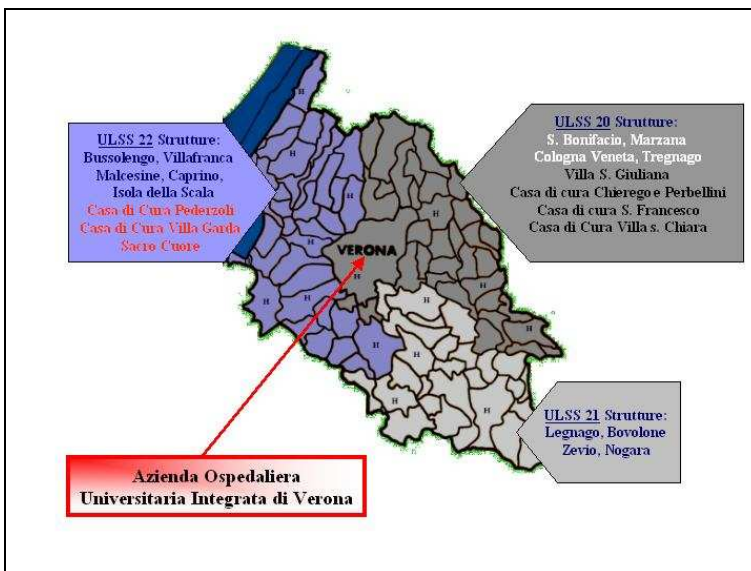 ULSS 22 Strutture:
Bussolengo, Villafranca
Malcesine, Caprino,
Isola della Scala
Casa di Cura Pederzoli
Casa di Cura Villa Garda
Sacro Cuore
ULSS 20 Strutture:
S. Bonifacio, Marzana
Cologna Veneta, Tregnago
Villa S. Giuliana
Casa di cura Chierego e Perbellini
Casa di cura S. Francesco
Casa di Cura Villa s. Chiara
H
H
H
H
VERONA
H
H
H
H
H
H
H
H
H
H
ULSS 21 Strutture:
Legnago, Bovolone
Zevio, Nogara
Azienda Ospedaliera
Universitaria Integrata di Verona